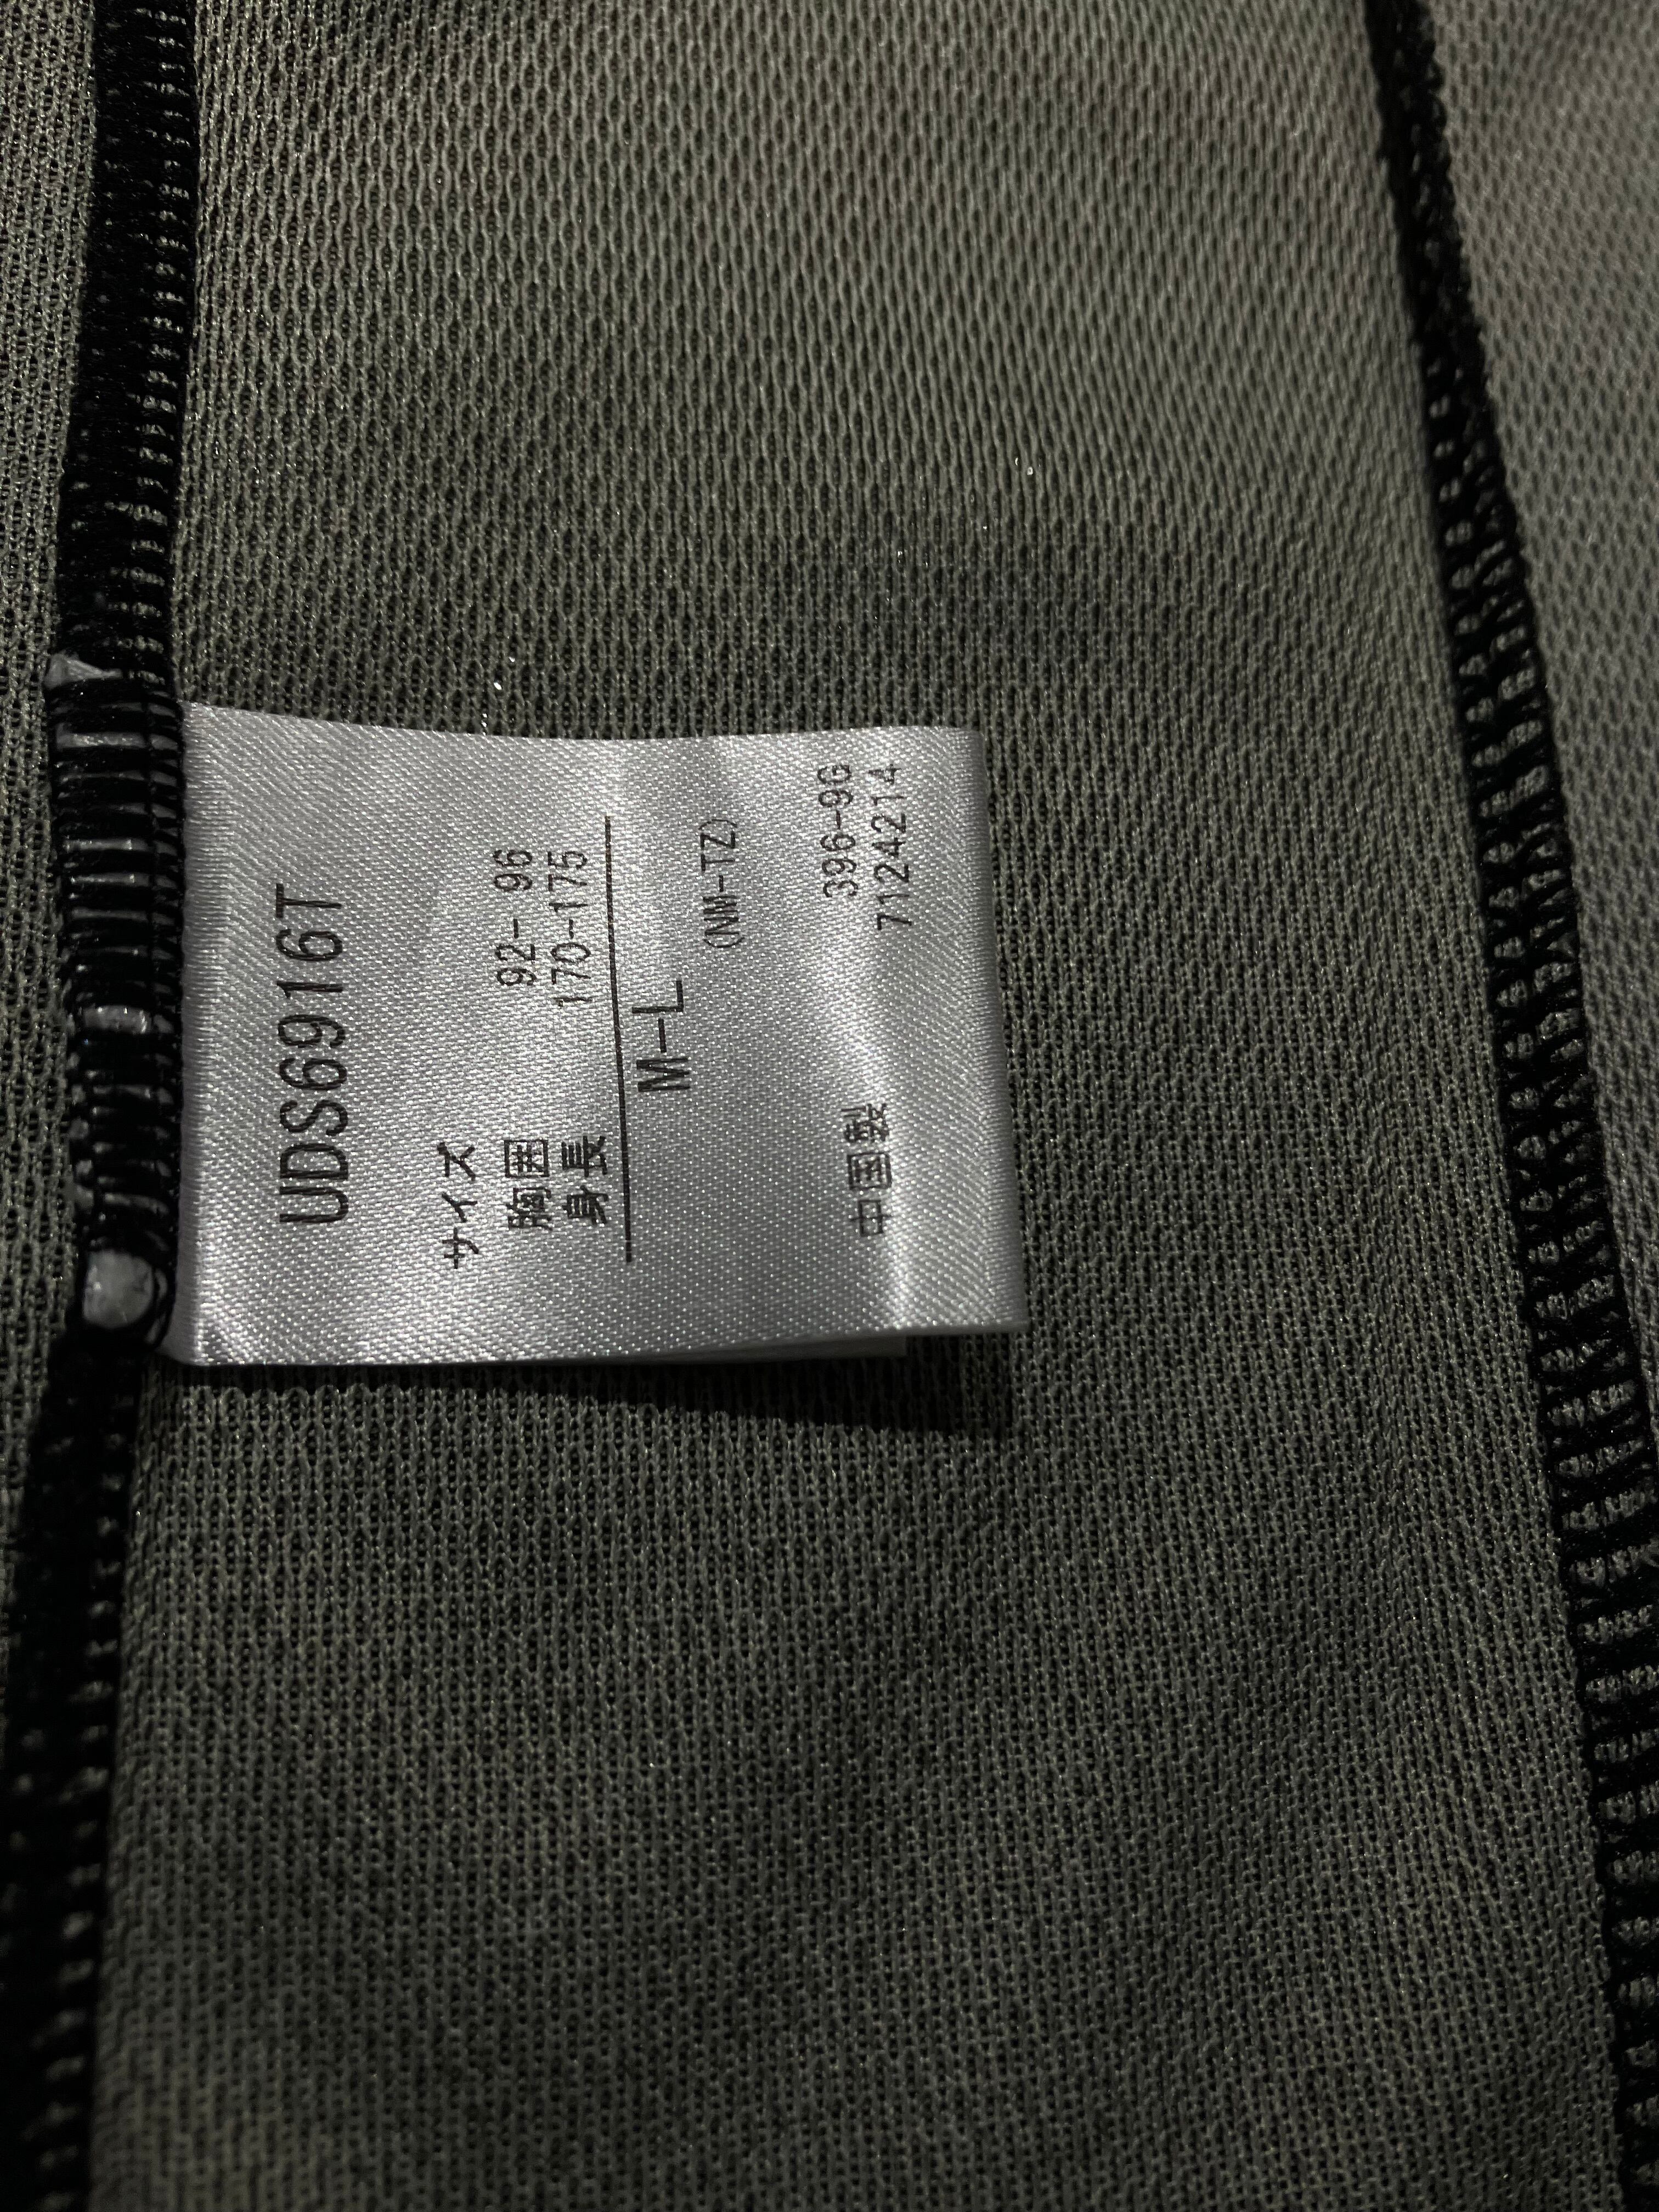 UDS6916T
サイズ
胸囲 92- 96
身長 170-175
M-L
(NM-TZ)
396-96
中国製 7124214